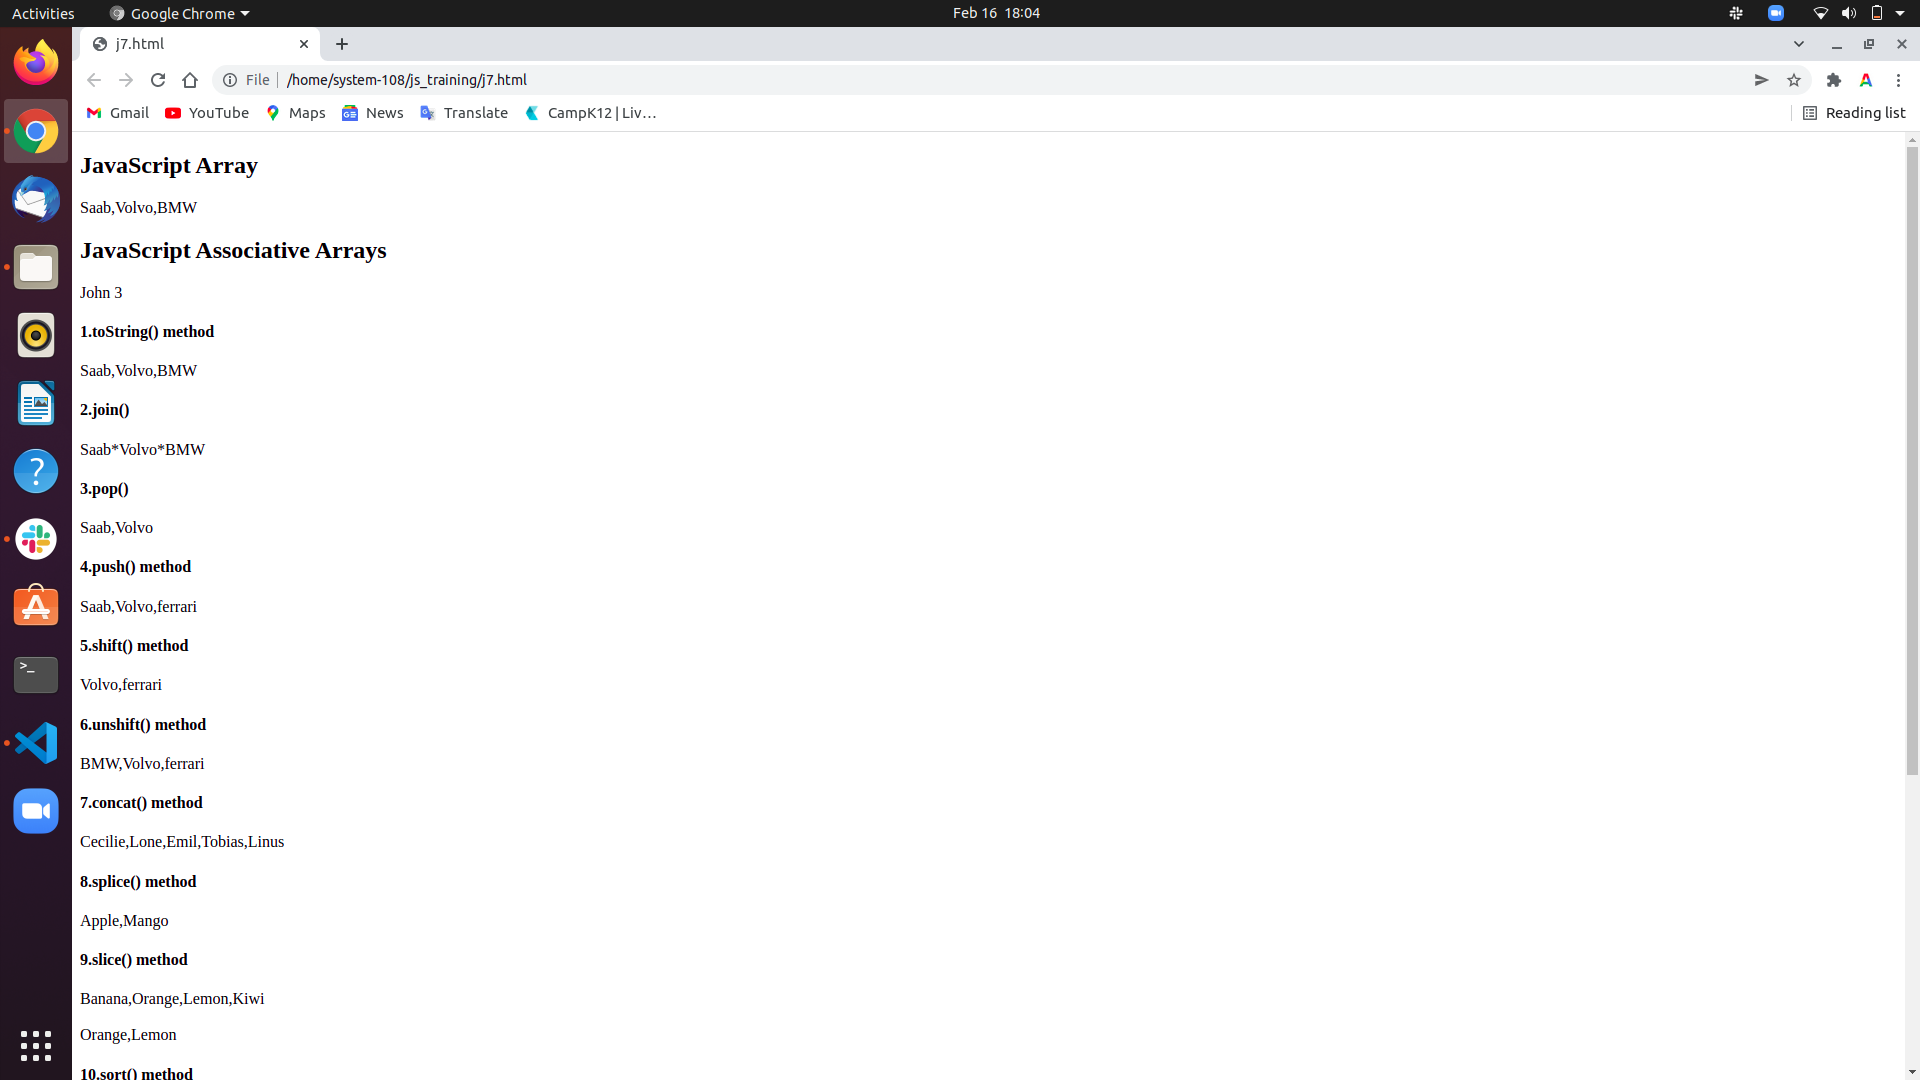 Activities
Google Chrome
Feb 16 18:04
j7.html
File
/home/system-108/js_training/j7.html
Gmail
YouTube
Maps
News
Translate
CampK12 | Liv…
Reading list
JavaScript Array
Saab,Volvo,BMW
JavaScript Associative Arrays
John 3
1.toString() method
Saab,Volvo,BMW
2.join()
Saab*Volvo*BMW
3.pop()
Saab,Volvo
4.push() method
Saab,Volvo,ferrari
5.shift() method
Volvo,ferrari
6.unshift() method
BMW,Volvo,ferrari
7.concat() method
Cecilie,Lone,Emil,Tobias,Linus
8.splice() method
Apple,Mango
9.slice() method
Banana,Orange,Lemon,Kiwi
Orange,Lemon
10.sort() method